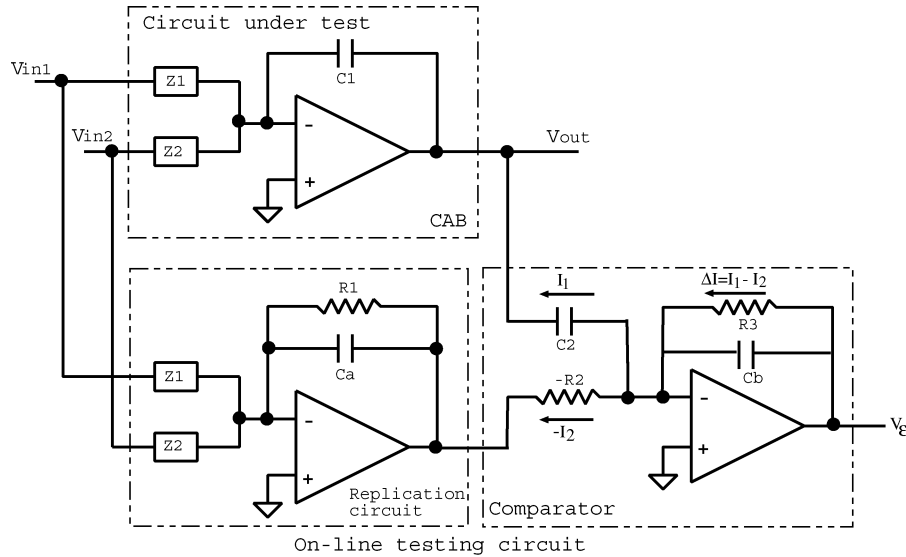 Circuit under test
Vin1
Z1
C1
Vin2
Z2
-
+
Vout
CAB
R1
Ca
Z1
Z2
-
+
Replication
circuit
I1
C2
ΔI=I1 - I2
R3
Cb
-R2
-I2
-
+
Vε
Comparator
On-line testing circuit